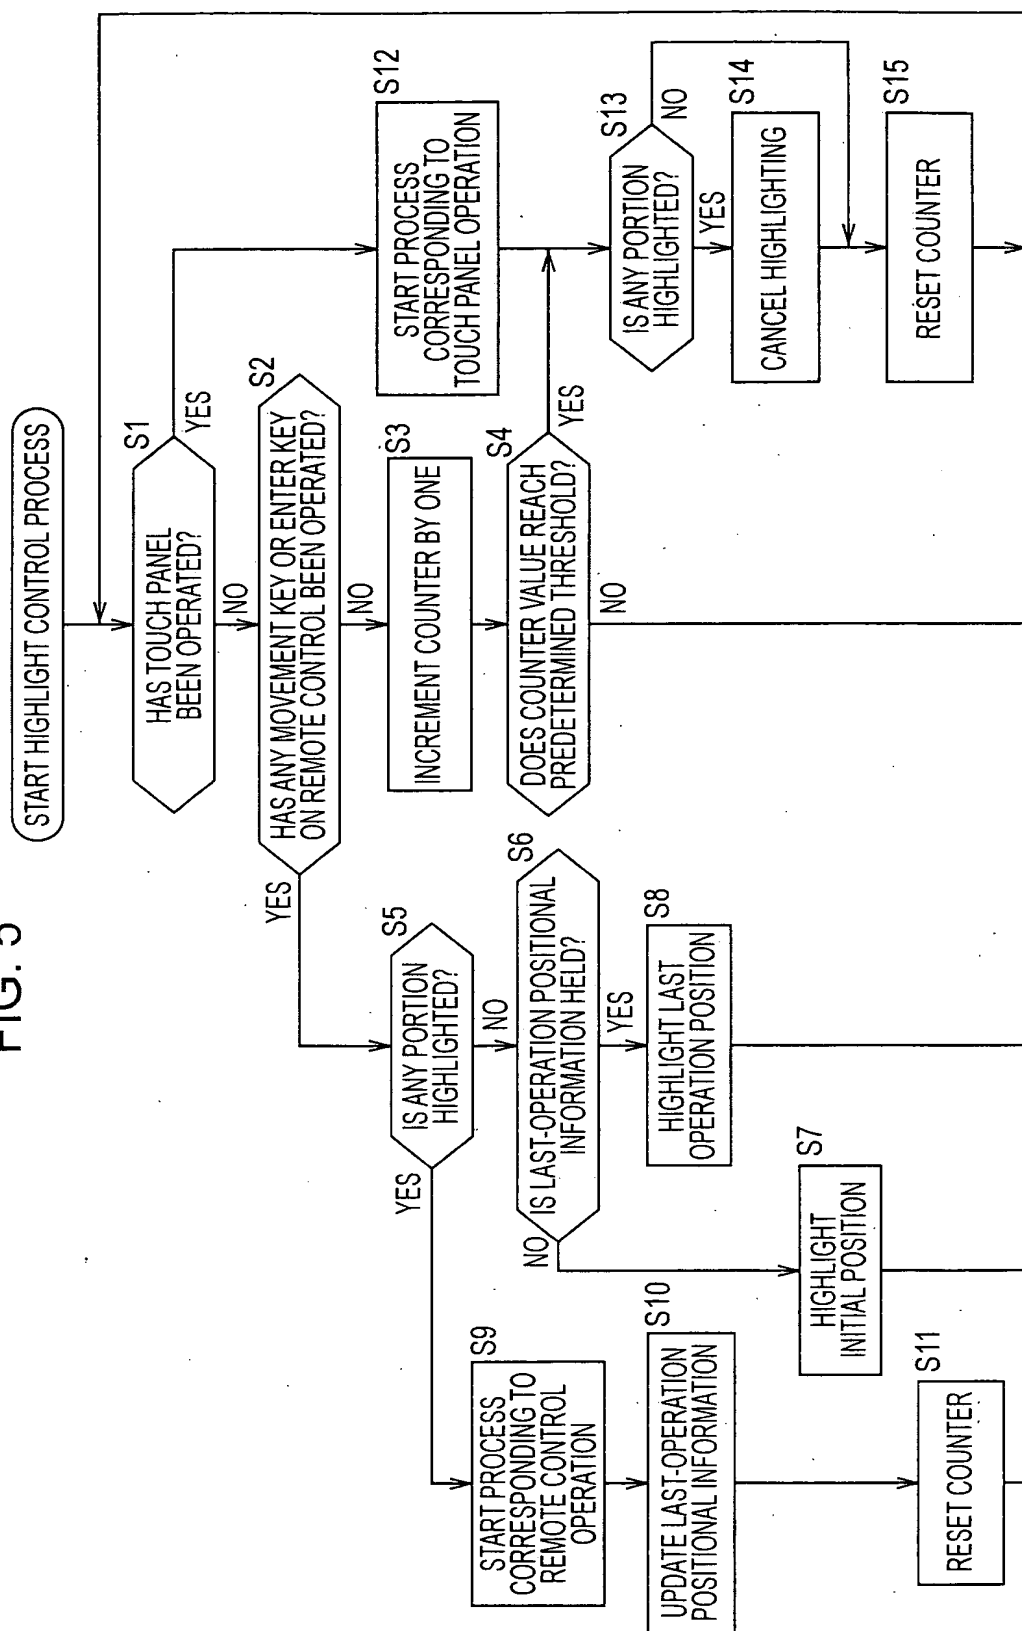 FIG. 5
START HIGHLIGHT CONTROL PROCESS
S1
HAS TOUCH PANEL
BEEN OPERATED?
YES
NO
S2
HAS ANY MOVEMENT KEY OR ENTER KEY
ON REMOTE CONTROL BEEN OPERATED?
YES
NO
S3
INCREMENT COUNTER BY ONE
S4
DOES COUNTER VALUE REACH
PREDETERMINED THRESHOLD?
YES
NO
S5
IS ANY PORTION
HIGHLIGHTED?
YES
NO
S6
IS LAST-OPERATION POSITIONAL
INFORMATION HELD?
NO
YES
S7
HIGHLIGHT
INITIAL POSITION
S8
HIGHLIGHT LAST
OPERATION POSITION
S9
START PROCESS
CORRESPONDING TO
REMOTE CONTROL
OPERATION
S10
UPDATE LAST-OPERATION
POSITIONAL INFORMATION
S11
RESET COUNTER
S12
START PROCESS
CORRESPONDING TO
TOUCH PANEL OPERATION
S13
IS ANY PORTION
HIGHLIGHTED?
NO
YES
S14
CANCEL HIGHLIGHTING
S15
RESET COUNTER